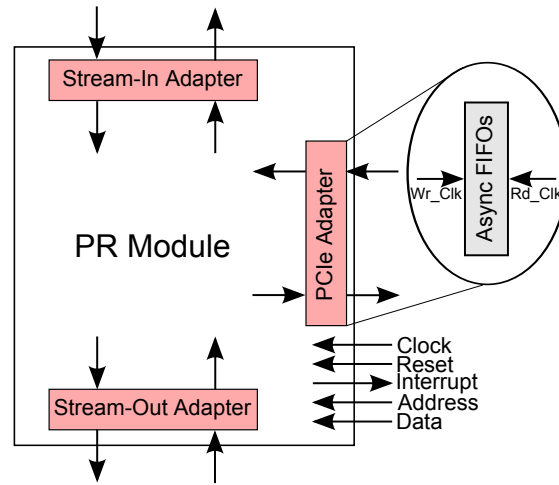 Stream-In Adapter
PCIe Adapter
Async FIFOs
Wr_Clk
Rd_Clk
PR Module
Clock
Reset
Interrupt
Address
Data
Stream-Out Adapter